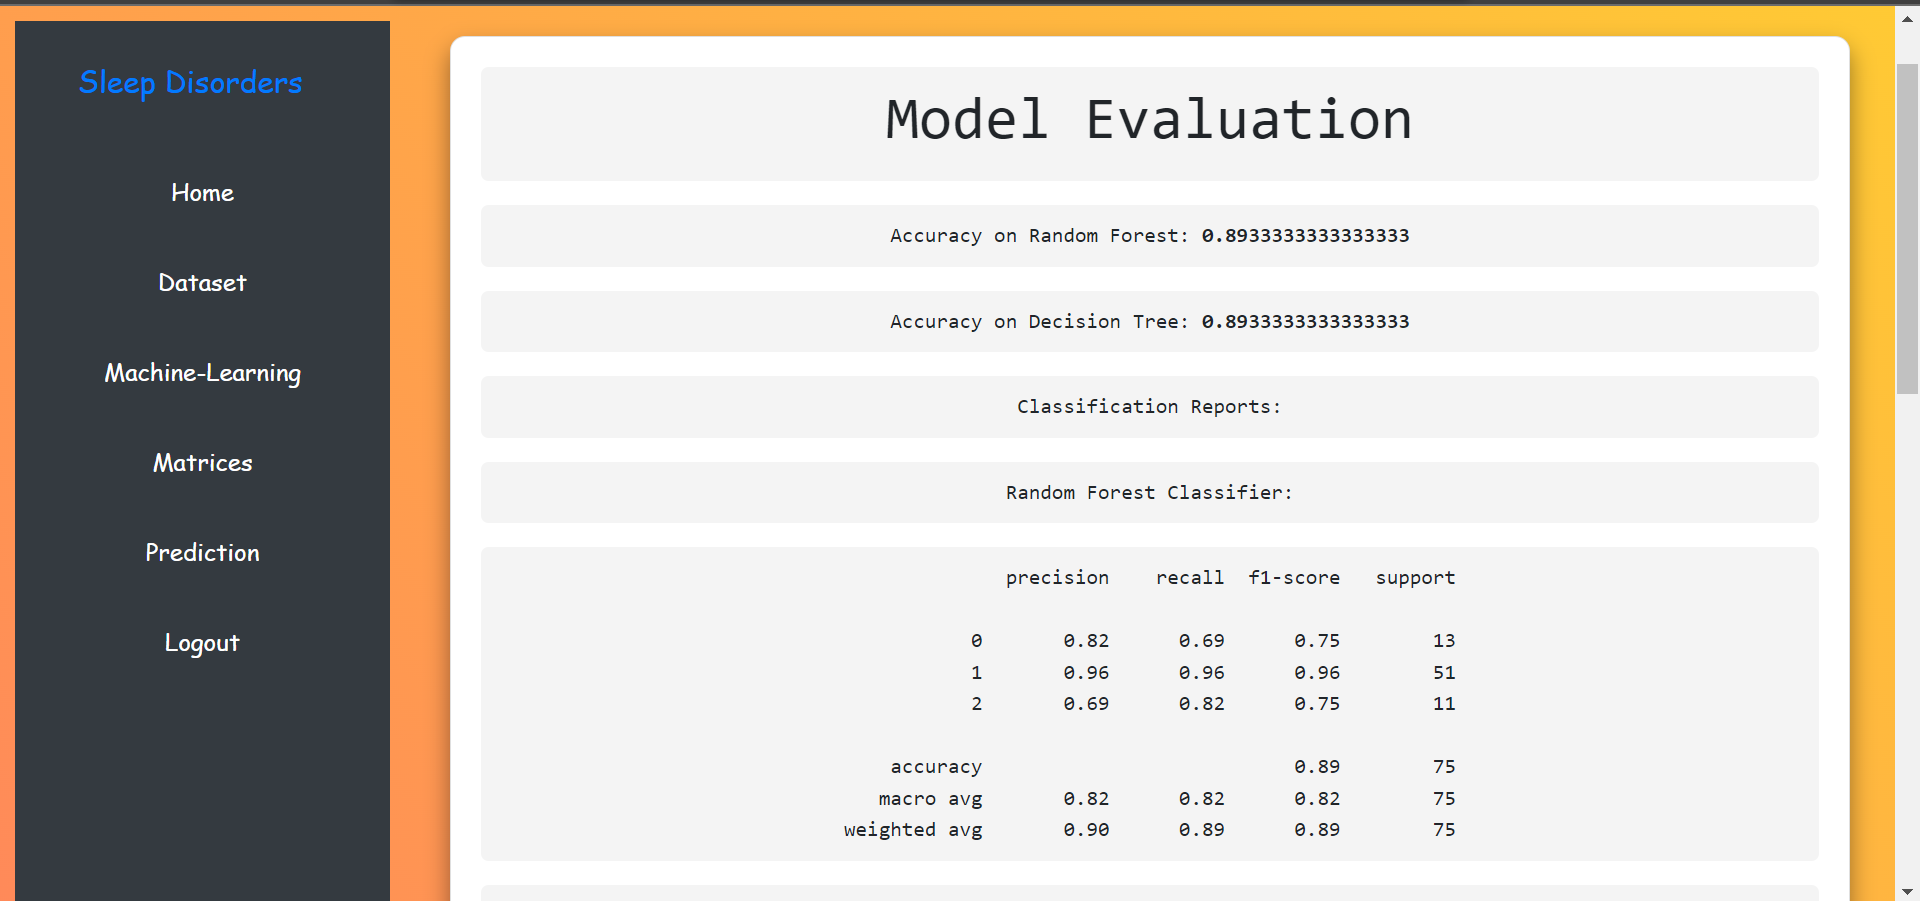 Sleep Disorders
Home
Dataset
Machine-Learning
Matrices
Prediction
Logout
Model Evaluation
Accuracy on Random Forest: 0.8933333333333333
Accuracy on Decision Tree: 0.8933333333333333
Classification Reports:
Random Forest Classifier:
precision recall f1-score support
0 0.82 0.69 0.75 13
1 0.96 0.96 0.96 51
2 0.69 0.82 0.75 11
accuracy 0.89 75
macro avg 0.82 0.82 0.82 75
weighted avg 0.90 0.89 0.89 75